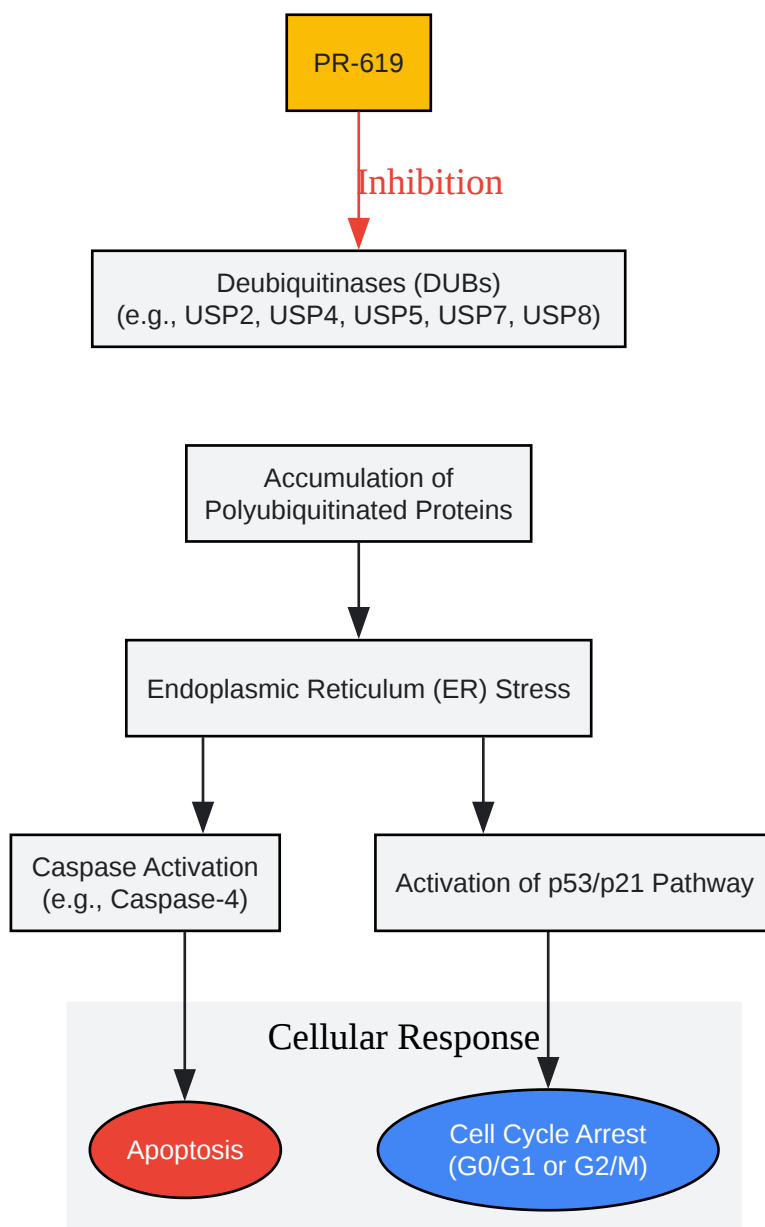 PR-619
Inhibition
Deubiquitinases (DUBs)
(e.g., USP2, USP4, USP5, USP7, USP8)
Accumulation of
Polyubiquitinated Proteins
Endoplasmic Reticulum (ER) Stress
Caspase Activation
(e.g., Caspase-4)
Activation of p53/p21 Pathway
Cellular Response
Apoptosis
Cell Cycle Arrest
(G0/G1 or G2/M)